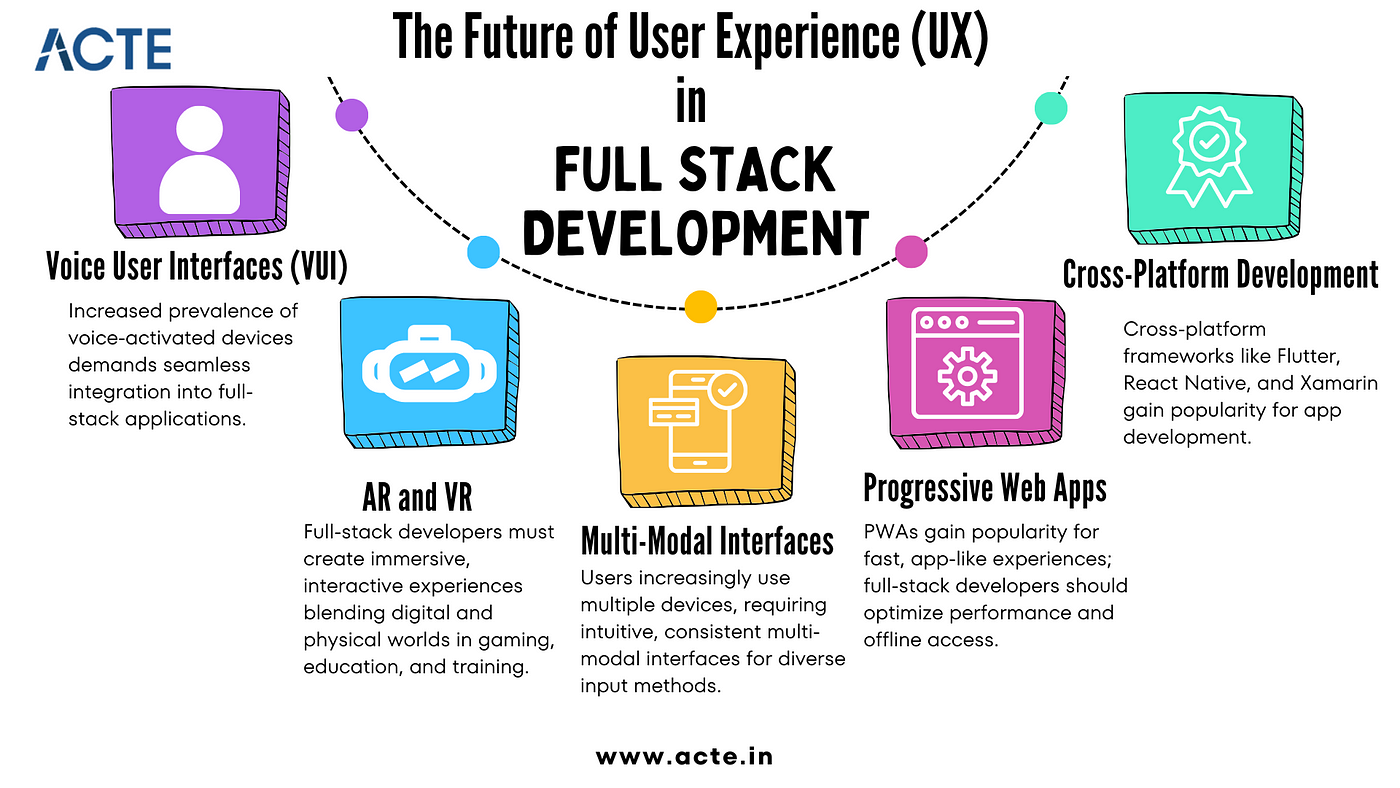 ACTE
The Future of User Experience (UX)
in
FULL STACK
DEVELOPMENT
Voice User Interfaces (VUI)
Increased prevalence of
voice-activated devices
demands seamless
integration into full-
stack applications.
AR and VR
Full-stack developers must
create immersive,
interactive experiences
blending digital and
physical worlds in gaming,
education, and training.
Multi-Modal Interfaces
Users increasingly use
multiple devices, requiring
intuitive, consistent multi-
modal interfaces for diverse
input methods.
Progressive Web Apps
PWAs gain popularity for
fast, app-like experiences;
full-stack developers should
optimize performance and
offline access.
Cross-Platform Development
Cross-platform
frameworks like Flutter,
React Native, and Xamarin
gain popularity for app
development.
www.acte.in